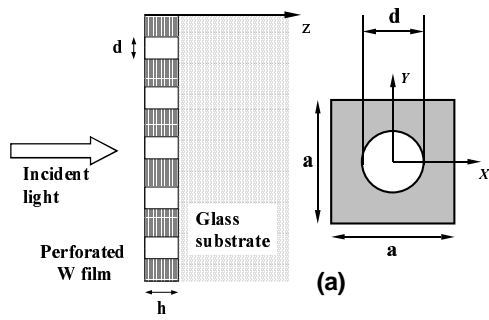 d
z
d
Y
X
a
a
Incident
light
Glass
substrate
Perforated
W film
h
(a)